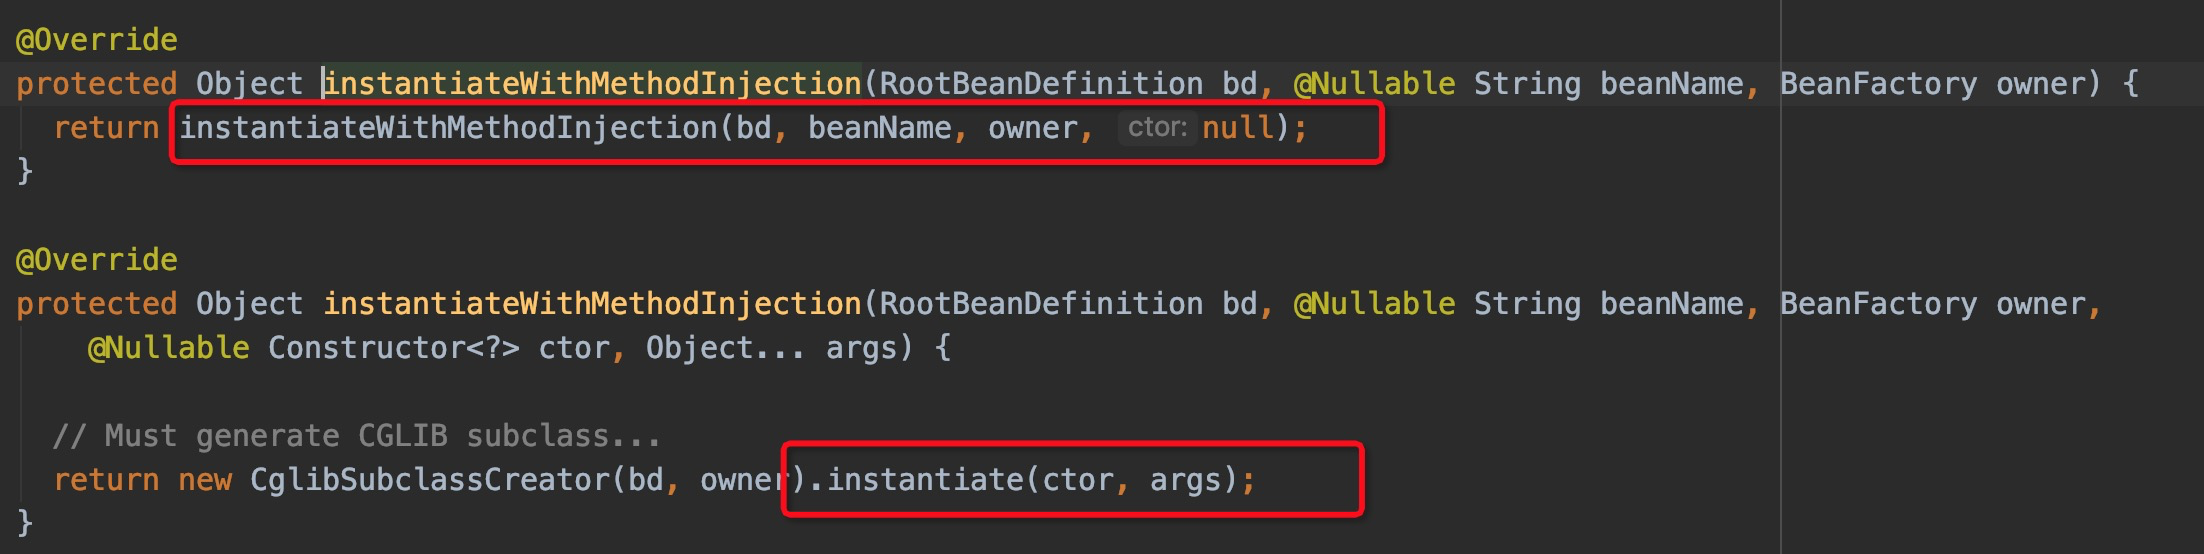 @Override
protected Object instantiateWithMethodInjection(RootBeanDefinition bd, @Nullable String beanName, BeanFactory owner) {
return instantiateWithMethodInjection(bd, beanName, owner, ctor: null);
}
@Override
protected Object instantiateWithMethodInjection(RootBeanDefinition bd, @Nullable String beanName, BeanFactory owner,
@Nullable Constructor<?> ctor, Object... args) {
// Must generate CGLIB subclass...
return new CglibSubclassCreator(bd, owner).instantiate(ctor, args);
}